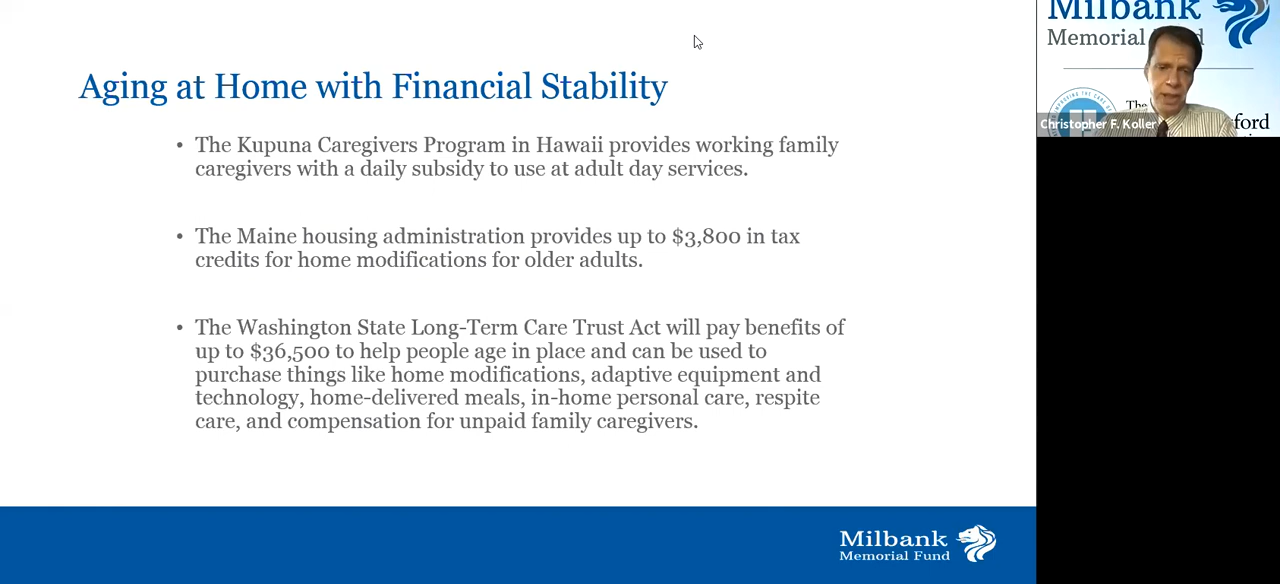 Aging at Home with Financial Stability
• The Kupuna Caregivers Program in Hawaii provides working family
caregivers with a daily subsidy to use at adult day services.
• The Maine housing administration provides up to $3,800 in tax
credits for home modifications for older adults.
• The Washington State Long-Term Care Trust Act will pay benefits of
up to $36,500 to help people age in place and can be used to
purchase things like home modifications, adaptive equipment and
technology, home-delivered meals, in-home personal care, respite
care, and compensation for unpaid family caregivers.
Milbank
Memorial Fund
Milbank
Memorial
The
ford
Christopher F. Koller